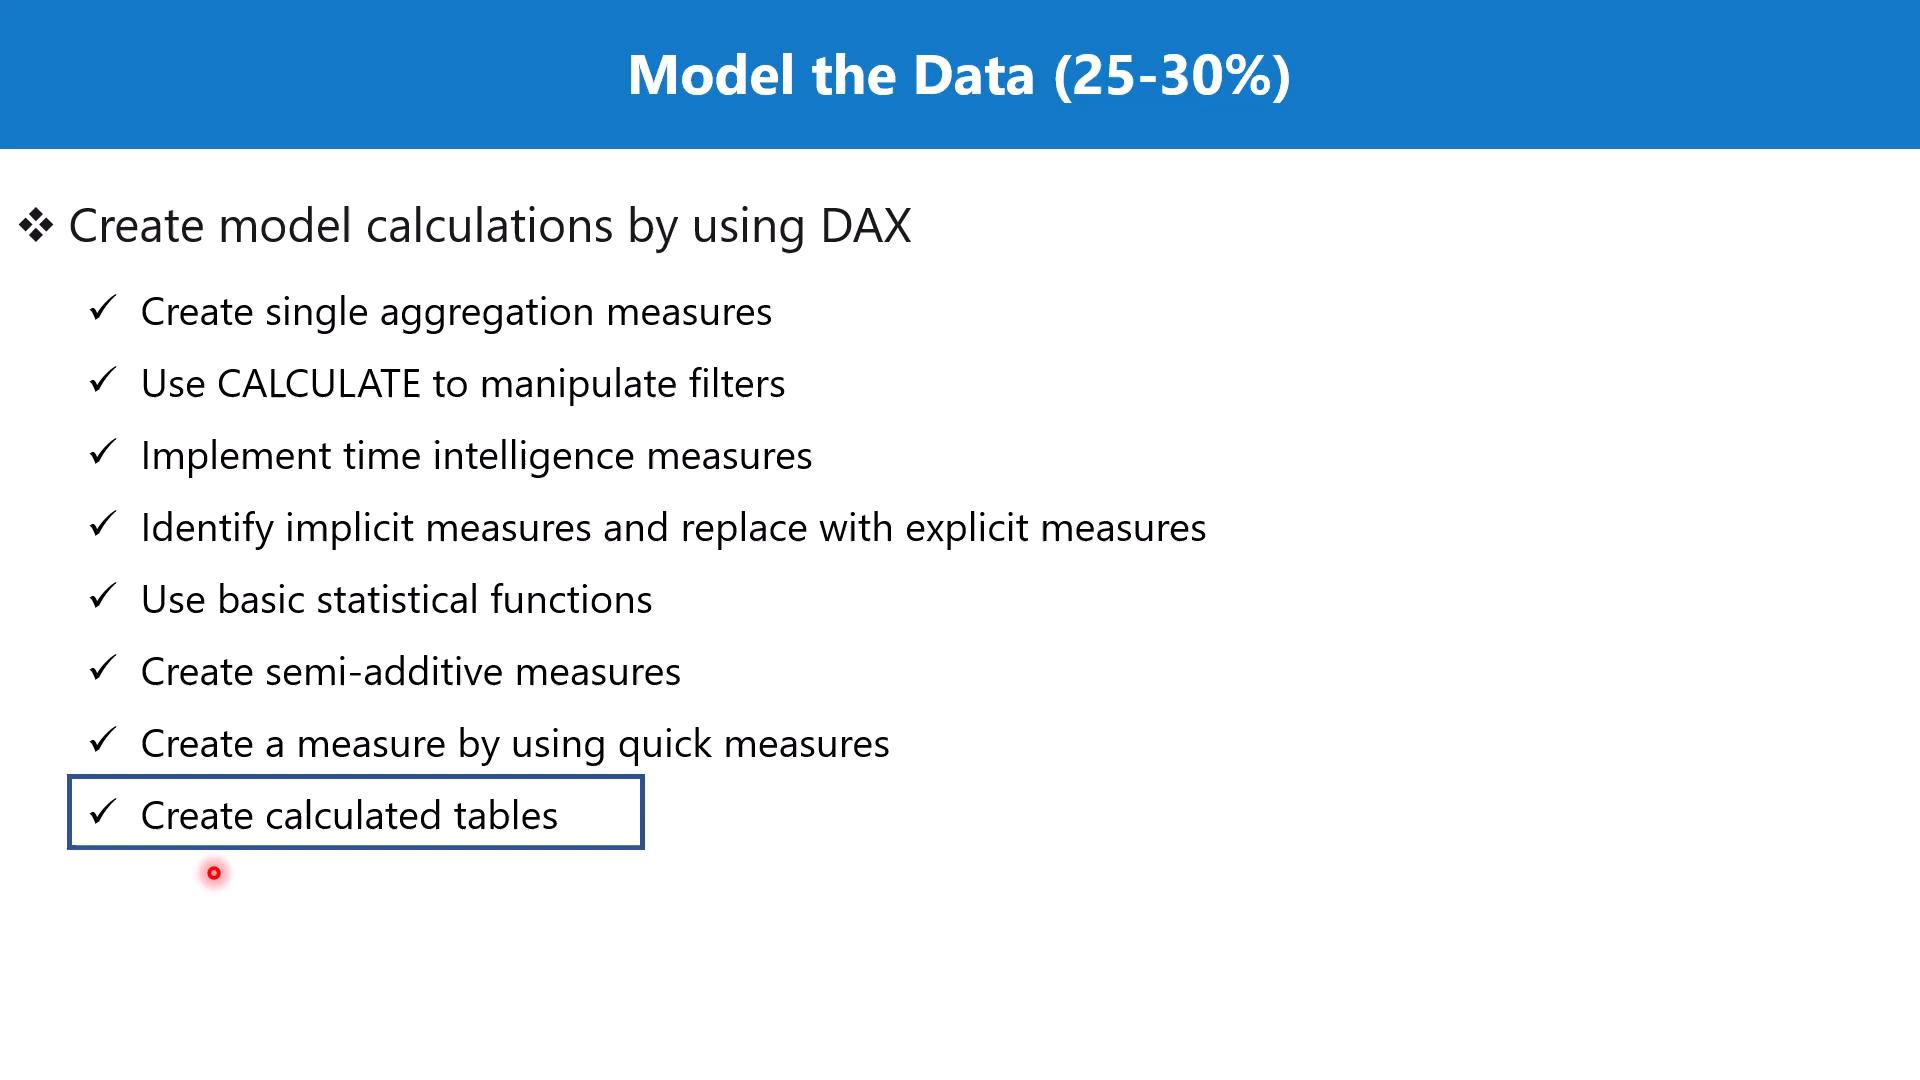 Model the Data (25-30%)
❖ Create model calculations by using DAX
✓ Create single aggregation measures
✓ Use CALCULATE to manipulate filters
✓ Implement time intelligence measures
✓ Identify implicit measures and replace with explicit measures
✓ Use basic statistical functions
✓ Create semi-additive measures
✓ Create a measure by using quick measures
✓ Create calculated tables